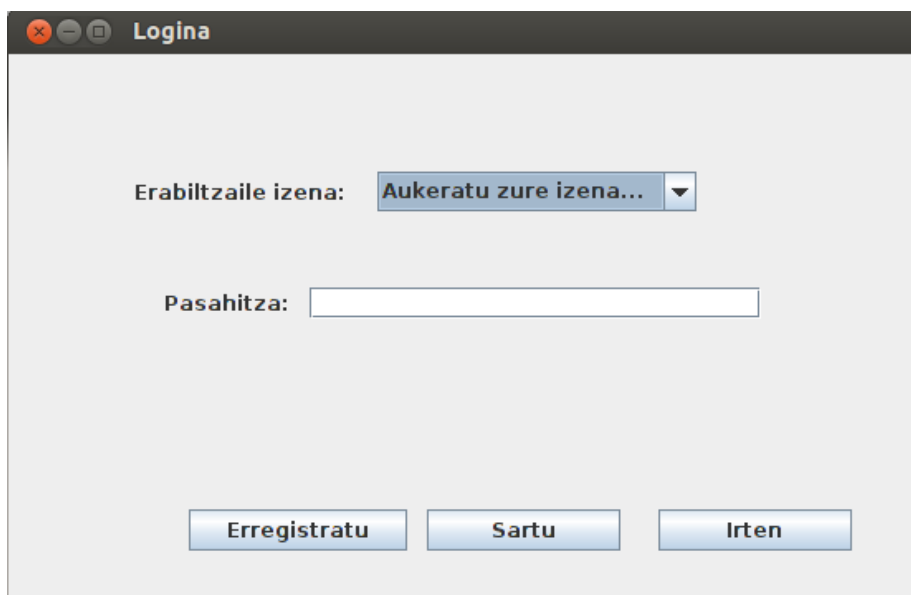 Logina
Erabiltzaile izena: Aukeratu zure izena...
Pasahitza:
Erregistratu Sartu Irten